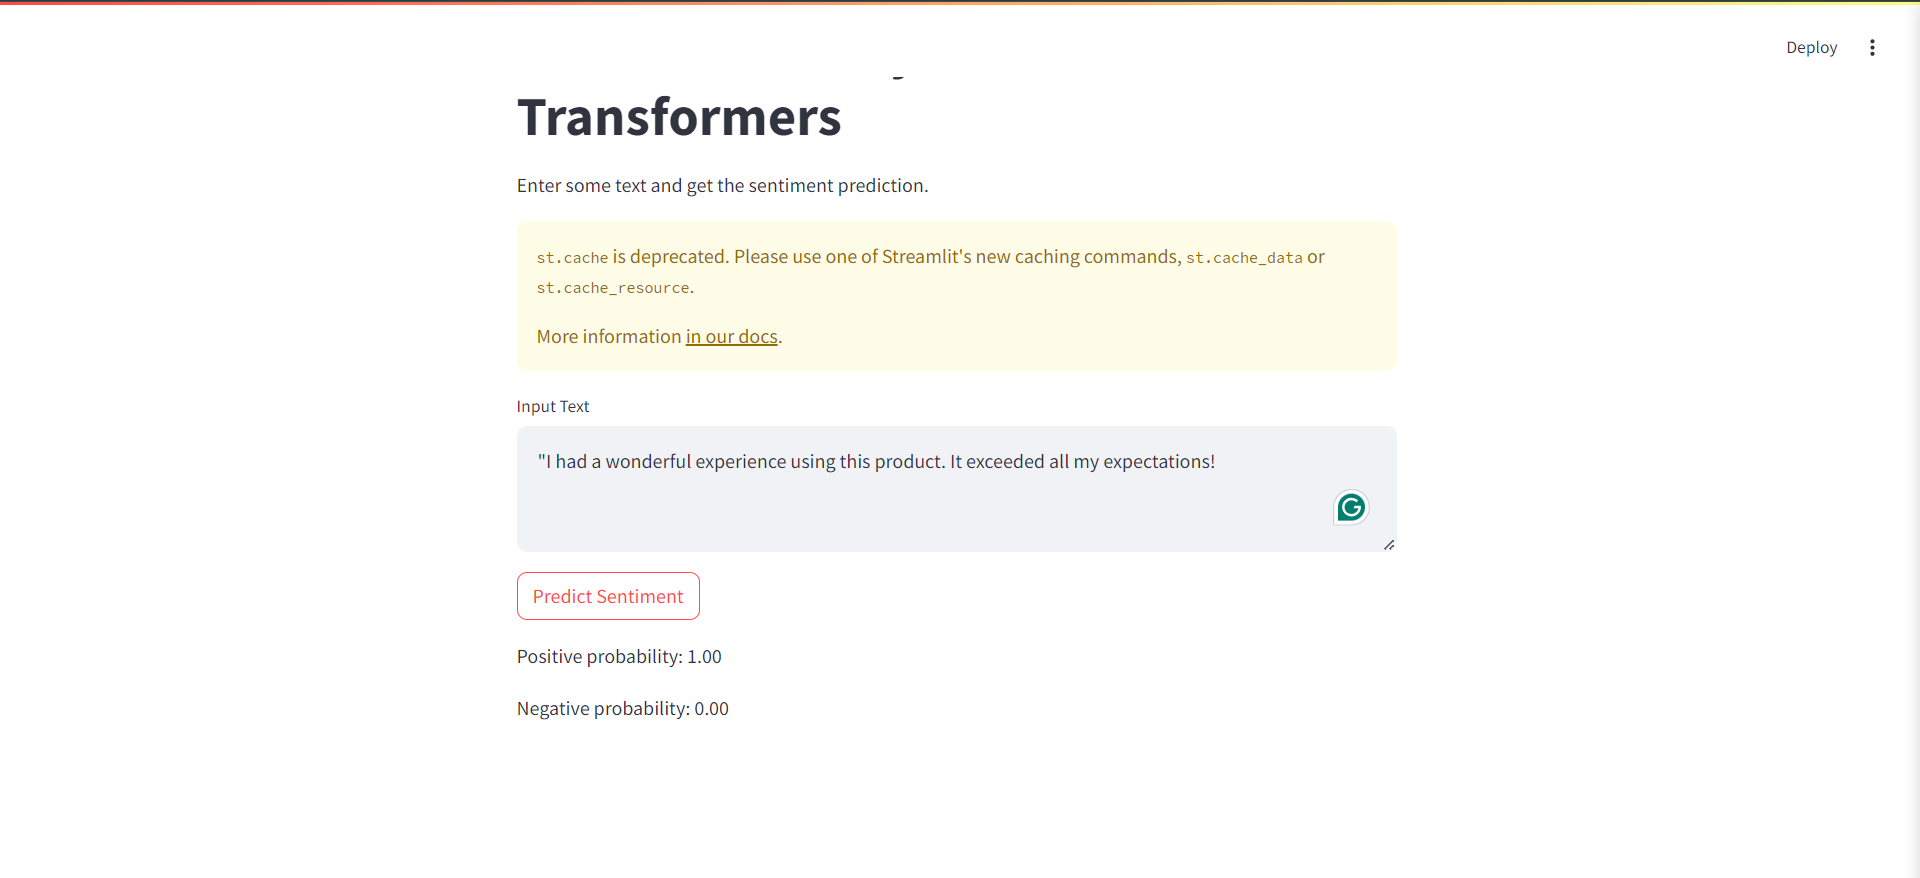 Deploy
Transformers
Enter some text and get the sentiment prediction.
st.cache is deprecated. Please use one of Streamlit's new caching commands, st.cache_data or
st.cache_resource.
More information in our docs.
Input Text
"I had a wonderful experience using this product. It exceeded all my expectations!
Predict Sentiment
Positive probability: 1.00
Negative probability: 0.00